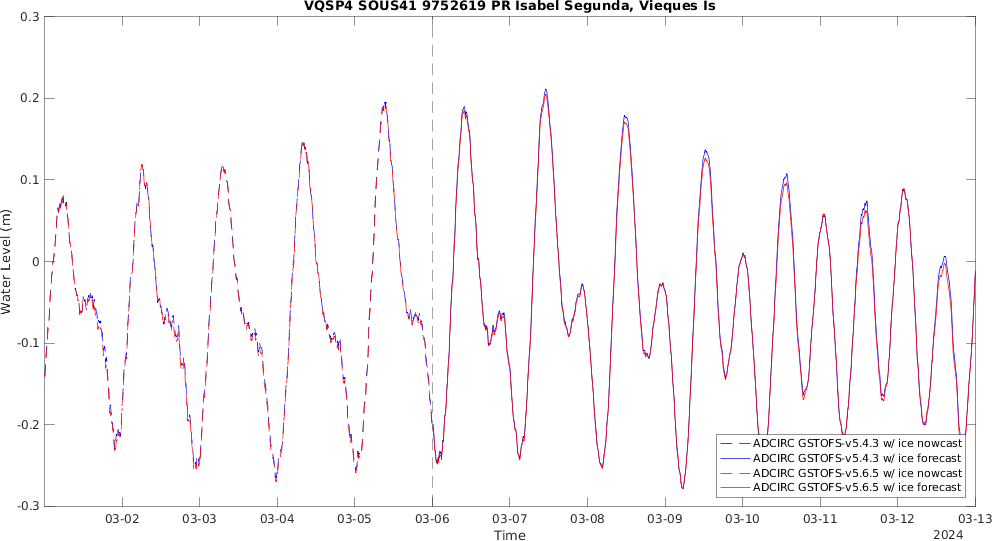 VQSP4 SOUS41 9752619 PR Isabel Segunda, Vieques Is
0.3
0.2
0.1
0
-0.1
-0.2
-0.3
Water Level (m)
ADCIRC GSTOFS-v5.4.3 w/ ice nowcast
ADCIRC GSTOFS-v5.4.3 w/ ice forecast
ADCIRC GSTOFS-v5.6.5 w/ ice nowcast
ADCIRC GSTOFS-v5.6.5 w/ ice forecast
03-02 03-03 03-04 03-05 03-06 03-07 03-08 03-09 03-10 03-11 03-12 03-13
Time
2024